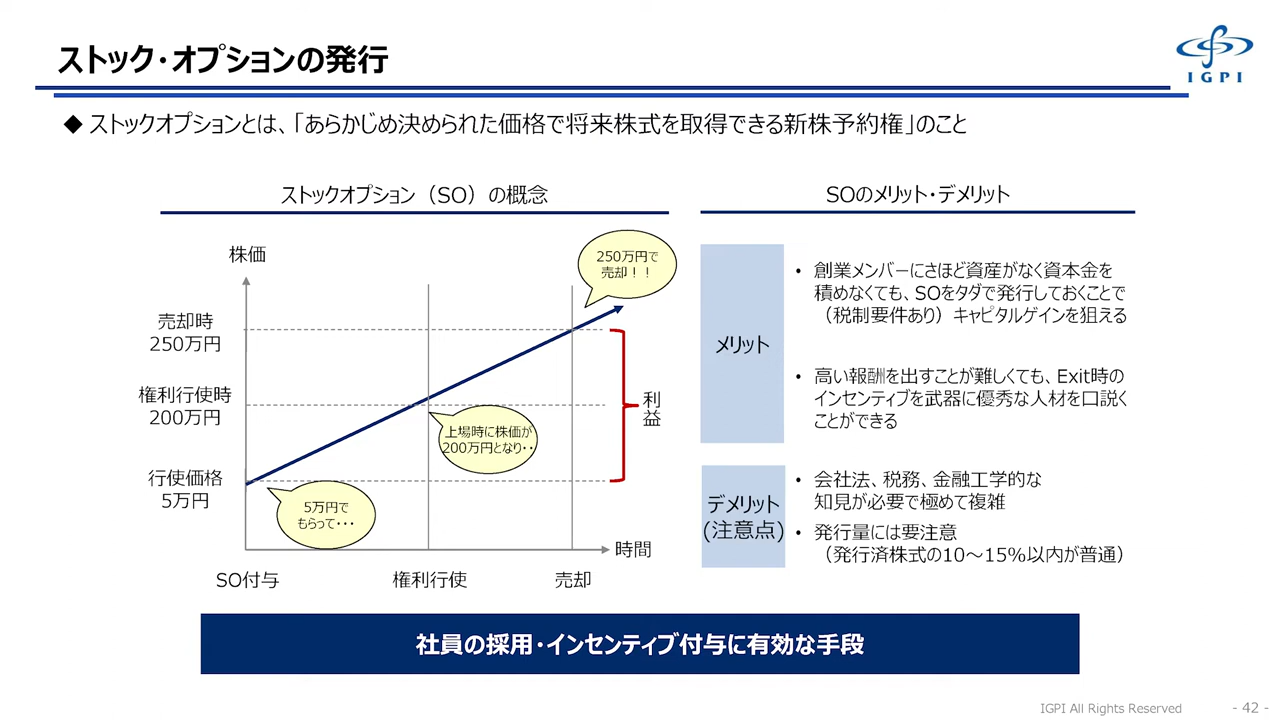 ストック・オプションの発行
IGPI
◆ ストックオプションとは、「あらかじめ決められた価格で将来株式を取得できる新株予約権」のこと
ストックオプション（SO）の概念
株価
250万円で
売却！！
売却時
250万円
権利行使時
200万円
利
益
上場時に株価が
200万円となり・・
行使価格
5万円
5万円で
もらって・・・
時間
SO付与
権利行使
売却
SOのメリット・デメリット
メリット
• 創業メンバーにさほど資産がなく資本金を
積めなくても、SOをタダで発行しておくことで
（税制要件あり）キャピタルゲインを狙える
• 高い報酬を出すことが難しくても、Exit時の
インセンティブを武器に優秀な人材を口説く
ことができる
デメリット
(注意点)
• 会社法、税務、金融工学的な
知見が必要で極めて複雑
• 発行量には要注意
（発行済株式の10～15%以内が普通）
社員の採用・インセンティブ付与に有効な手段
IGPI All Rights Reserved
- 42 -